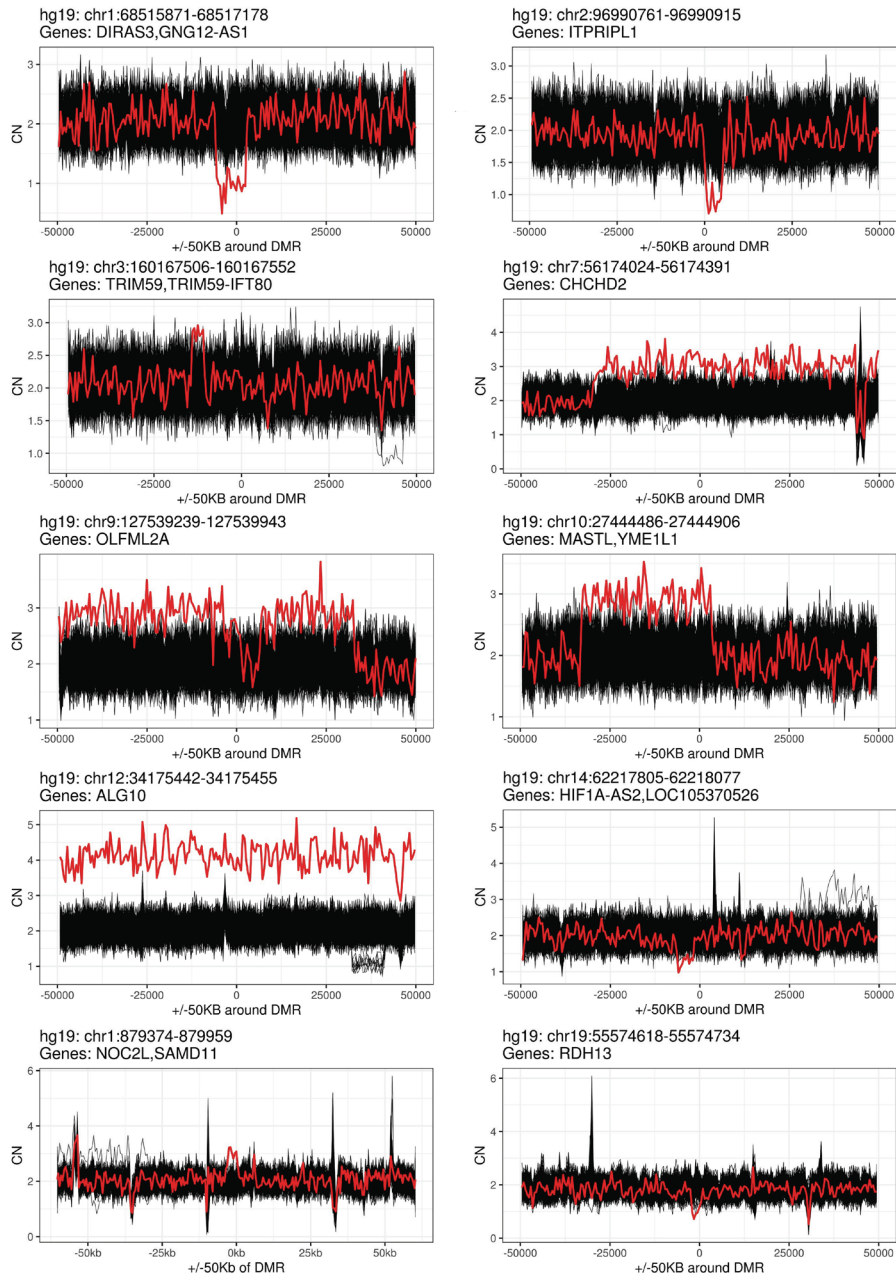 hg19: chr1:68515871-68517178
Genes: DIRAS3,GNG12-AS1
CN
3
2
1
-50000 -25000 0 25000 50000
+/-50KB around DMR
hg19: chr2:96990761-96990915
Genes: ITPRIPL1
CN
3.0
2.5
2.0
1.5
1.0
-50000 -25000 0 25000 50000
+/-50KB around DMR
hg19: chr3:160167506-160167552
Genes: TRIM59,TRIM59-IFT80
CN
3.0
2.5
2.0
1.5
1.0
-50000 -25000 0 25000 50000
+/-50KB around DMR
hg19: chr7:56174024-56174391
Genes: CHCHD2
CN
4
3
2
1
0
-50000 -25000 0 25000 50000
+/-50KB around DMR
hg19: chr9:127539239-127539943
Genes: OLFML2A
CN
3
2
1
-50000 -25000 0 25000 50000
+/-50KB around DMR
hg19: chr10:27444486-27444906
Genes: MASTL,YME1L1
CN
3
2
1
-50000 -25000 0 25000 50000
+/-50KB around DMR
hg19: chr12:34175442-34175455
Genes: ALG10
CN
5
4
3
2
1
-50000 -25000 0 25000 50000
+/-50KB around DMR
hg19: chr14:62217805-62218077
Genes: HIF1A-AS2,LOC105370526
CN
5
4
3
2
1
-50000 -25000 0 25000 50000
+/-50KB around DMR
hg19: chr1:879374-879959
Genes: NOC2L,SAMD11
CN
6
4
2
0
-50kb -25kb 0kb 25kb 50kb
+/-50Kb of DMR
hg19: chr19:55574618-55574734
Genes: RDH13
CN
6
4
2
0
-50000 -25000 0 25000 50000
+/-50KB around DMR